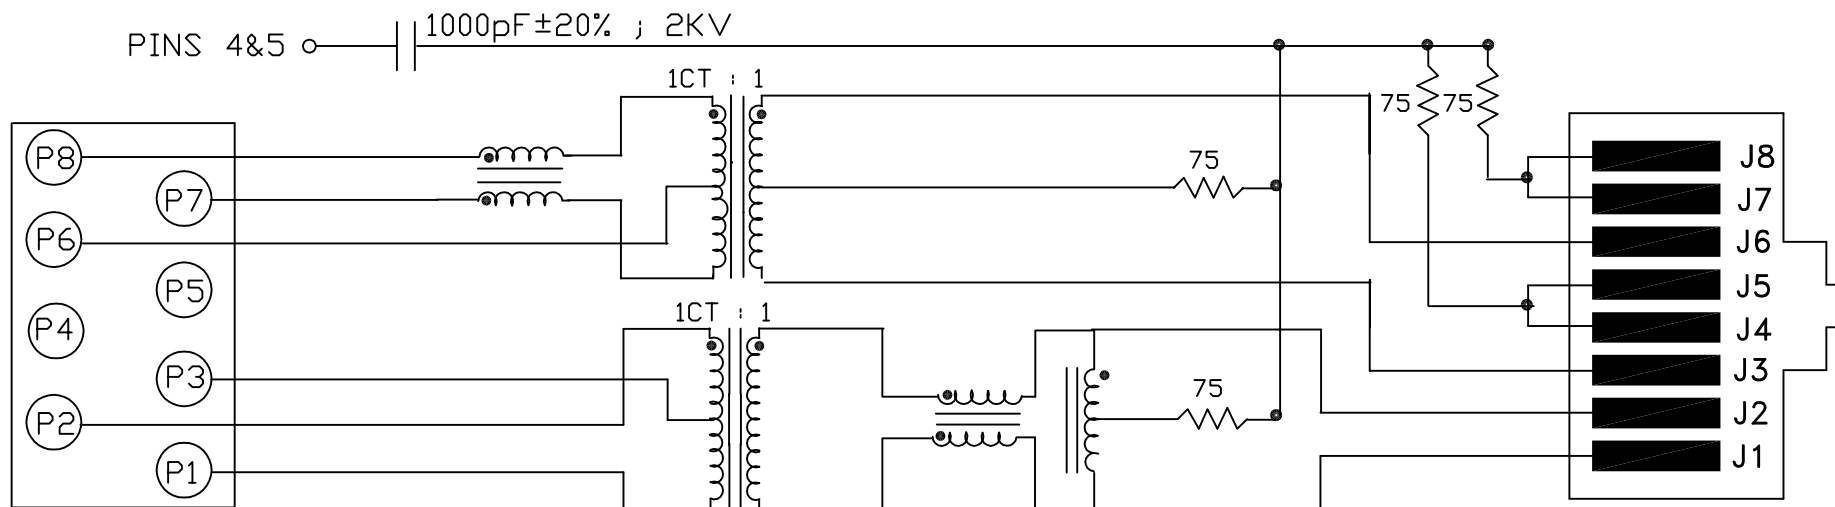 PINS 4&5
1000pF±20% ; 2KV
1CT : 1
75
75
75
P8
P7
P6
P5
P4
P3
P2
P1
1CT : 1
75
J8
J7
J6
J5
J4
J3
J2
J1